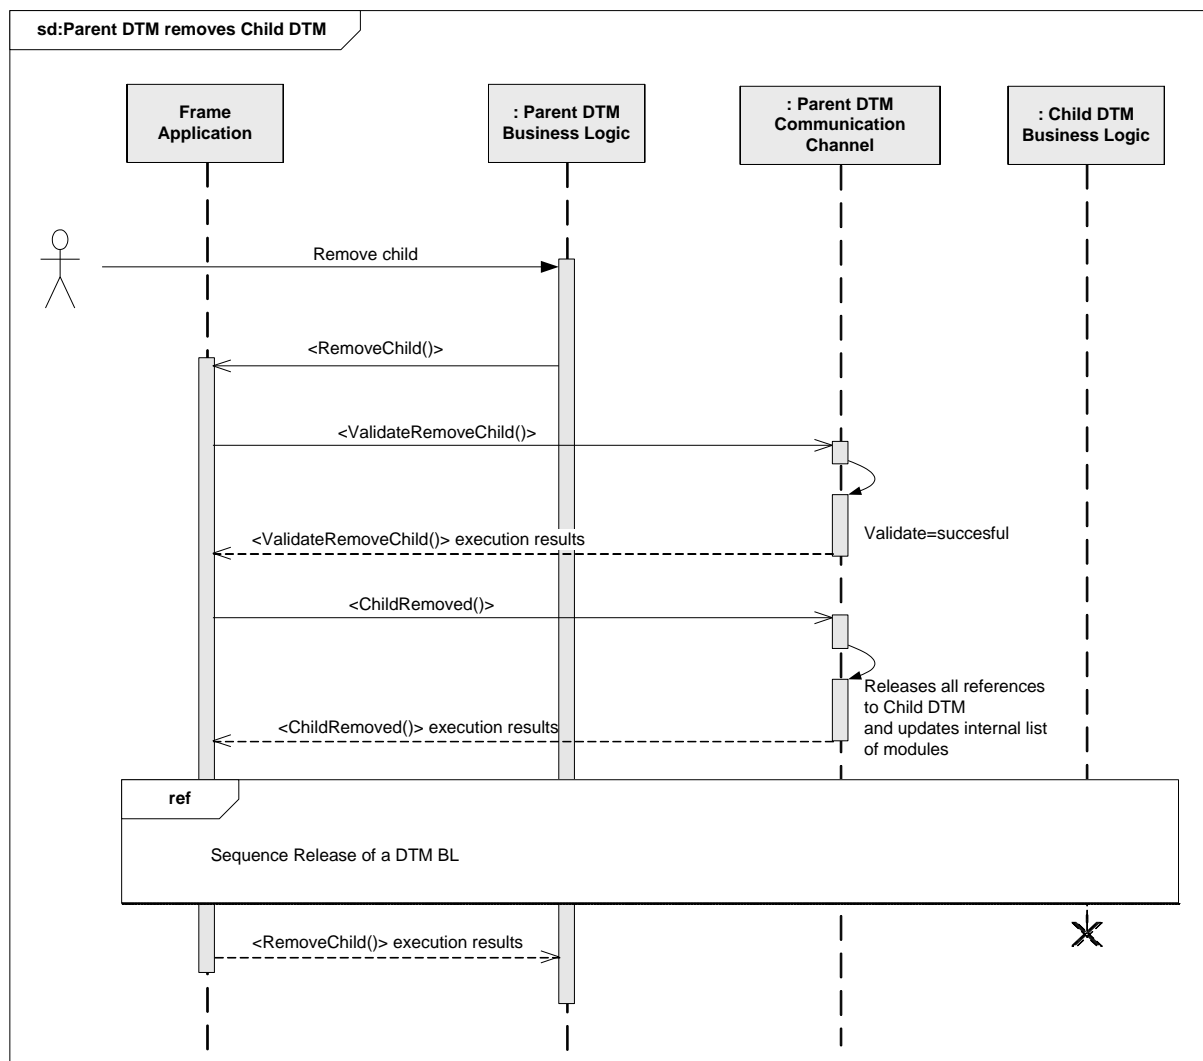 sd:Parent DTM removes Child DTM
Frame
Application
: Parent DTM
Business Logic
: Parent DTM
Communication
Channel
: Child DTM
Business Logic
Remove child
<RemoveChild()>
<ValidateRemoveChild()>
Validate=succesful
<ValidateRemoveChild()> execution results
<ChildRemoved()>
Releases all references
to Child DTM
and updates internal list
of modules
<ChildRemoved()> execution results
ref
Sequence Release of a DTM BL
<RemoveChild()> execution results